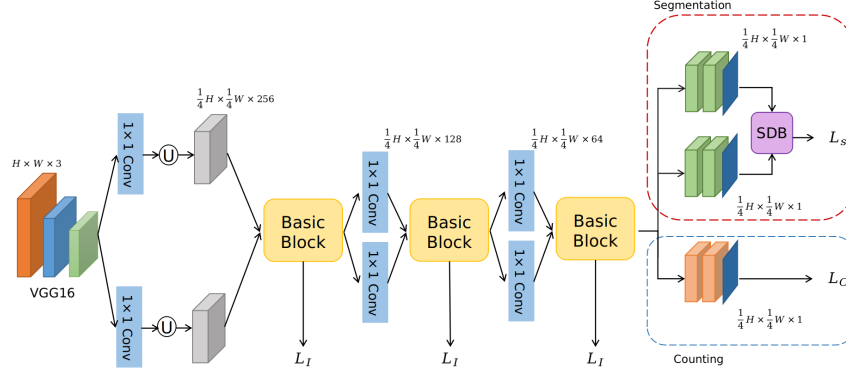 Segmentation
1/4 H × 1/4 W × 1
1/4 H × 1/4 W × 256
1×1 Conv
U
1/4 H × 1/4 W × 128
1/4 H × 1/4 W × 64
SDB
L_s
H × W × 3
1×1 Conv
1×1 Conv
1/4 H × 1/4 W × 1
Basic
Block
Basic
Block
Basic
Block
VGG16
1×1 Conv
U
1×1 Conv
1×1 Conv
L_C
1/4 H × 1/4 W × 1
L_I
L_I
L_I
Counting